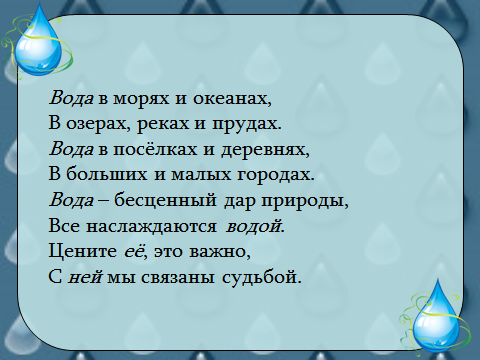 Вода в морях и океанах,
В озерах, реках и прудах.
Вода в посёлках и деревнях,
В больших и малых городах.
Вода – бесценный дар природы,
Все наслаждаются водой.
Цените её, это важно,
С ней мы связаны судьбой.